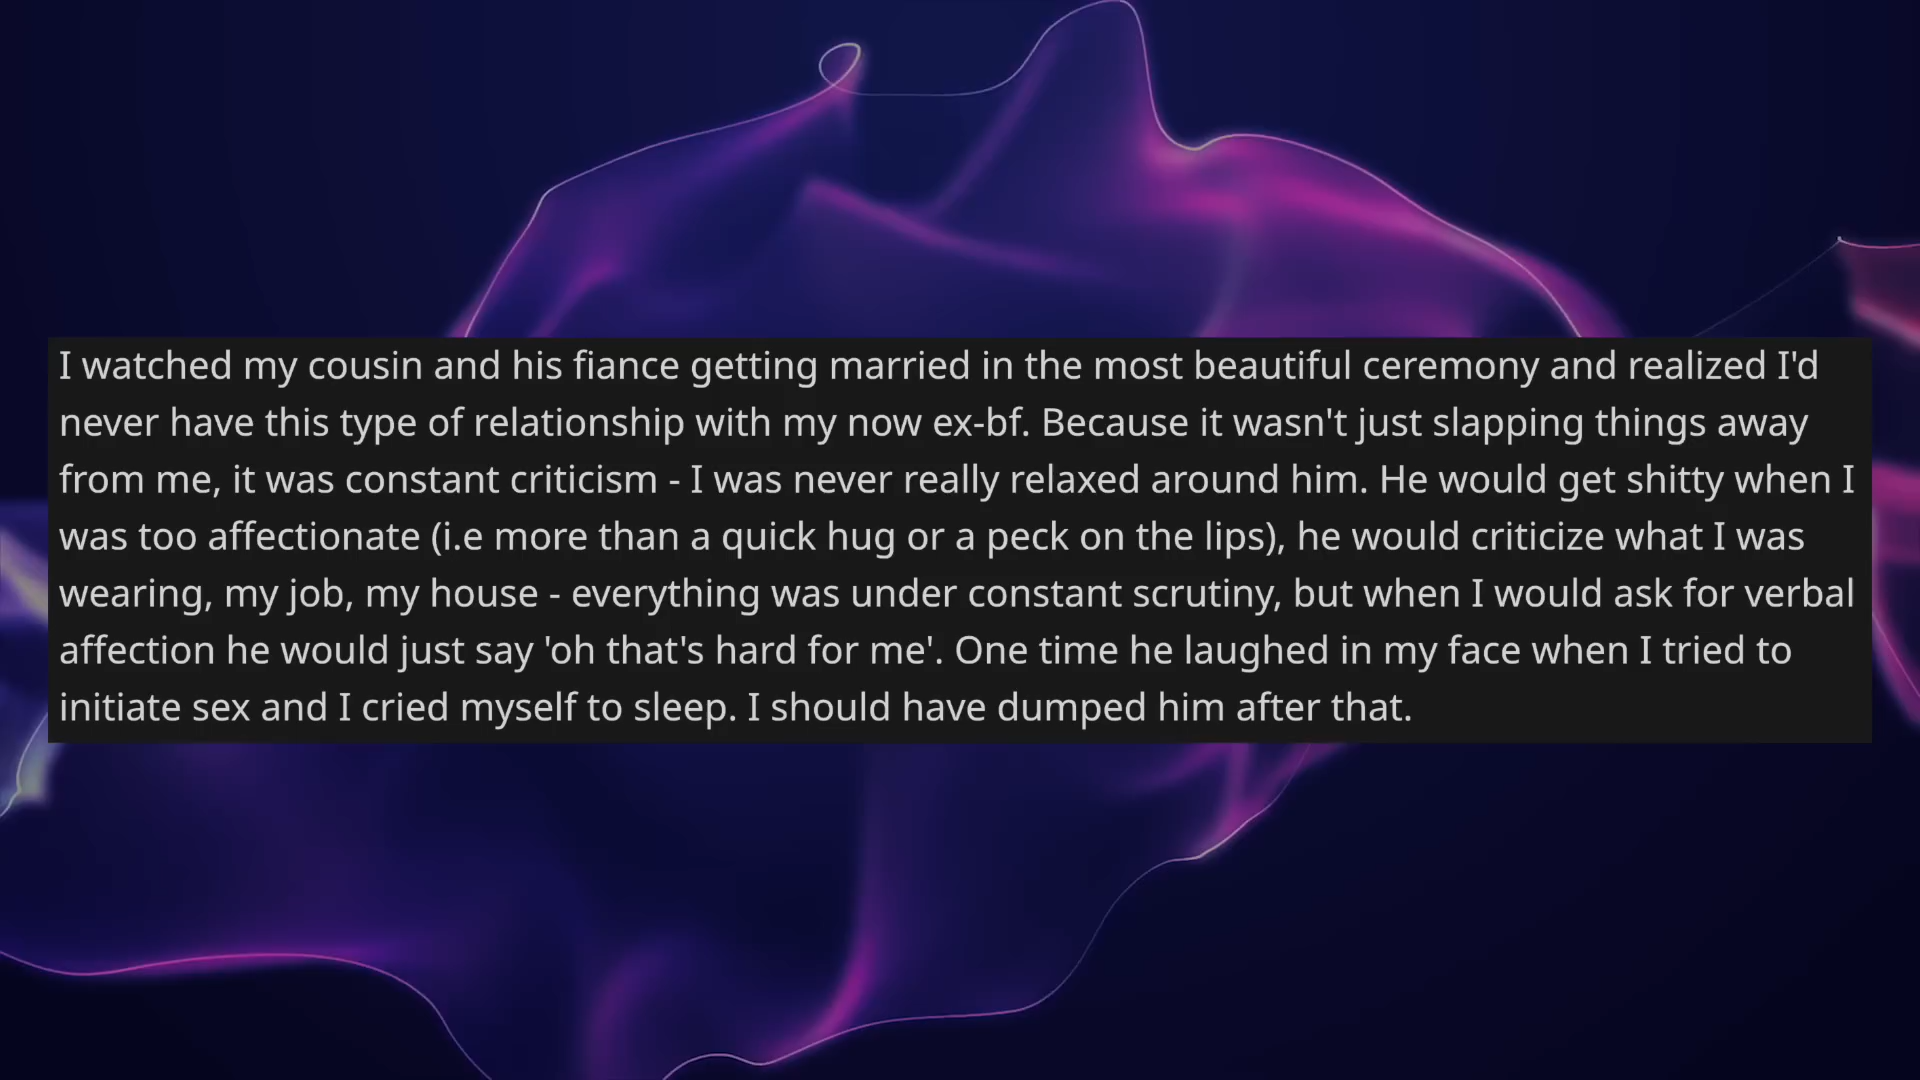 I watched my cousin and his fiance getting married in the most beautiful ceremony and realized I'd
never have this type of relationship with my now ex-bf. Because it wasn't just slapping things away
from me, it was constant criticism - I was never really relaxed around him. He would get shitty when I
was too affectionate (i.e more than a quick hug or a peck on the lips), he would criticize what I was
wearing, my job, my house - everything was under constant scrutiny, but when I would ask for verbal
affection he would just say 'oh that's hard for me'. One time he laughed in my face when I tried to
initiate sex and I cried myself to sleep. I should have dumped him after that.